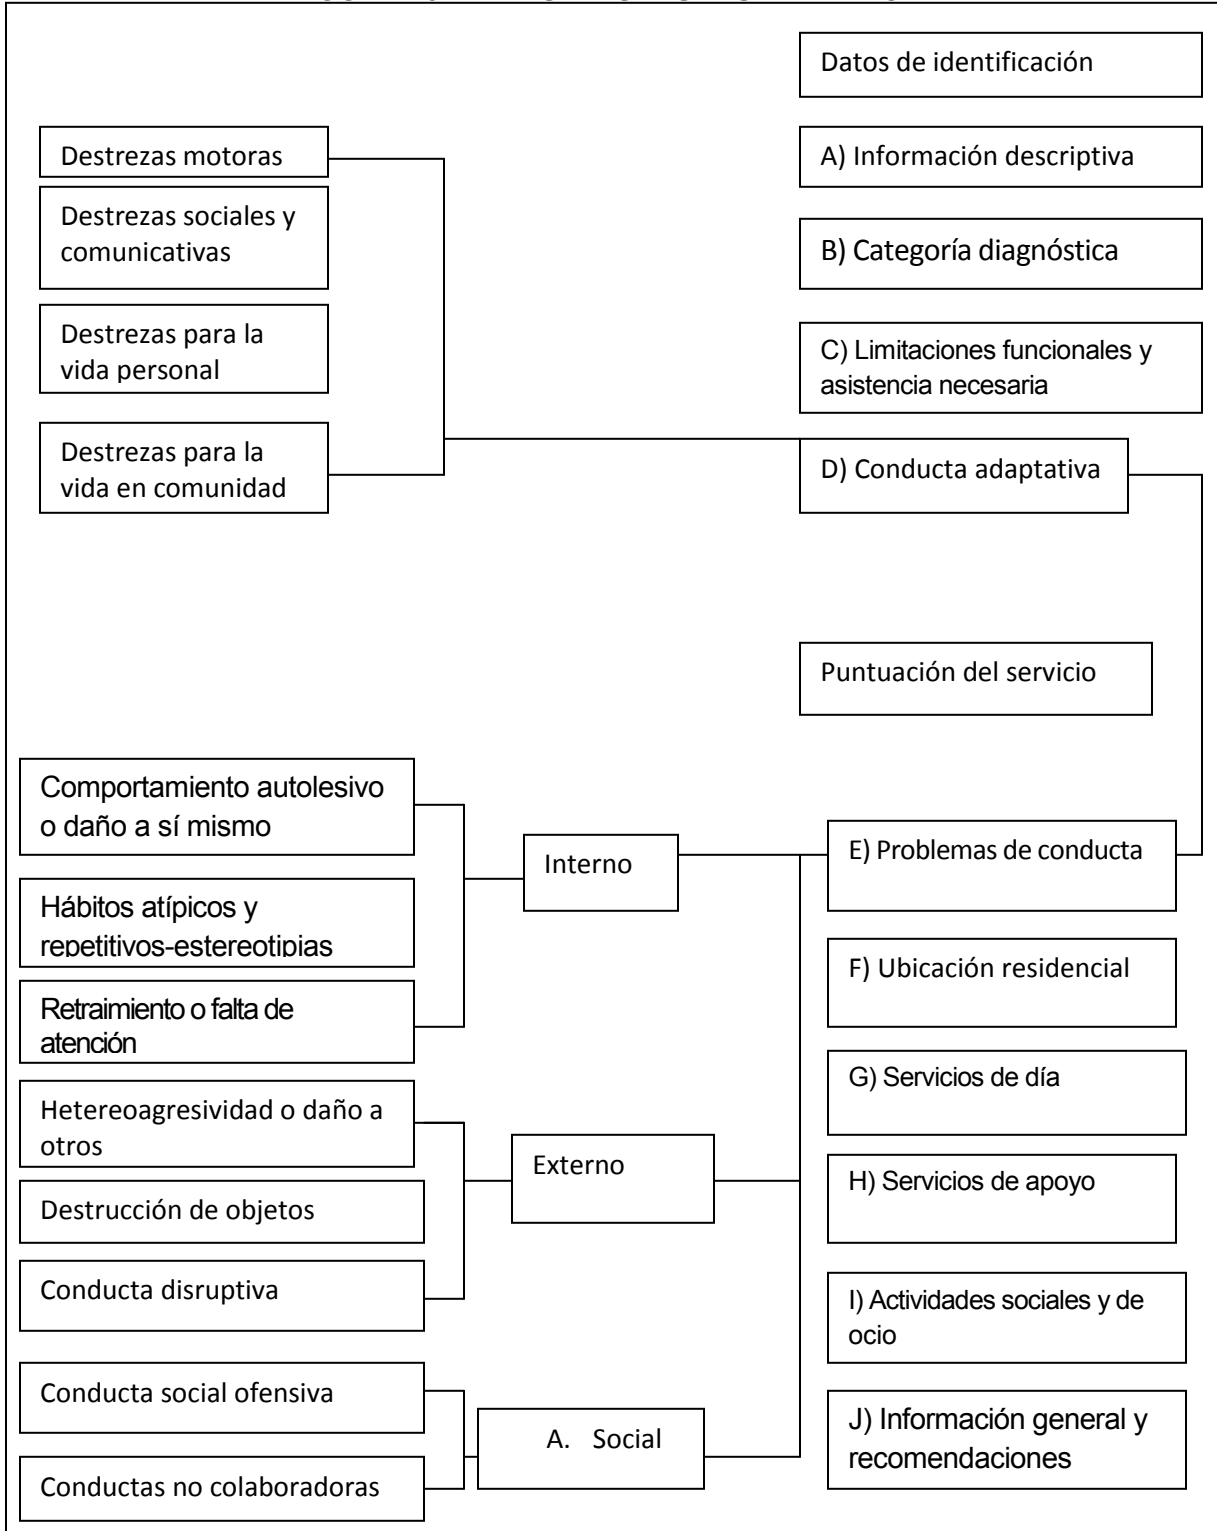 Datos de identificación
A) Información descriptiva
B) Categoría diagnóstica
C) Limitaciones funcionales y
asistencia necesaria
D) Conducta adaptativa
Destrezas motoras
Destrezas sociales y
comunicativas
Destrezas para la
vida personal
Destrezas para la
vida en comunidad
Puntuación del servicio
E) Problemas de conducta
Interno
Comportamiento autolesivo
o daño a sí mismo
Hábitos atípicos y
repetitivos-estereotipias
Retraimiento o falta de
atención
Externo
Hetereoagresividad o daño a
otros
Destrucción de objetos
Conducta disruptiva
A. Social
Conducta social ofensiva
Conductas no colaboradoras
F) Ubicación residencial
G) Servicios de día
H) Servicios de apoyo
I) Actividades sociales y de
ocio
J) Información general y
recomendaciones